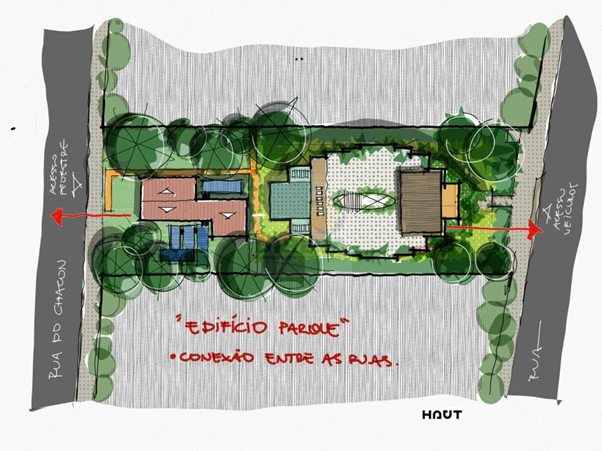 ACESSO
PEDESTRE
RUA DO CHACON
"EDIFÍCIO PARQUE"
• CONEXÃO ENTRE AS RUAS.
ACESSO
VEÍCULOS
RUA
HAUT